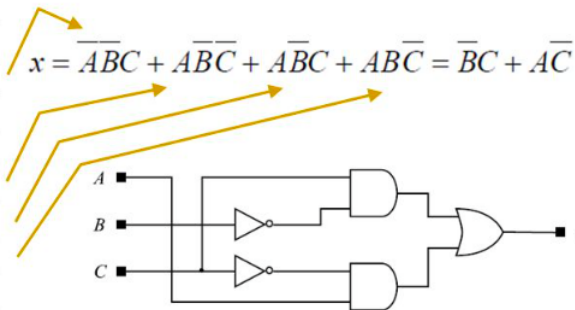 x = A̅B̅C + AB̅C̅ + AB̅C + ABC̅ = B̅C + AC̅
A
B
C